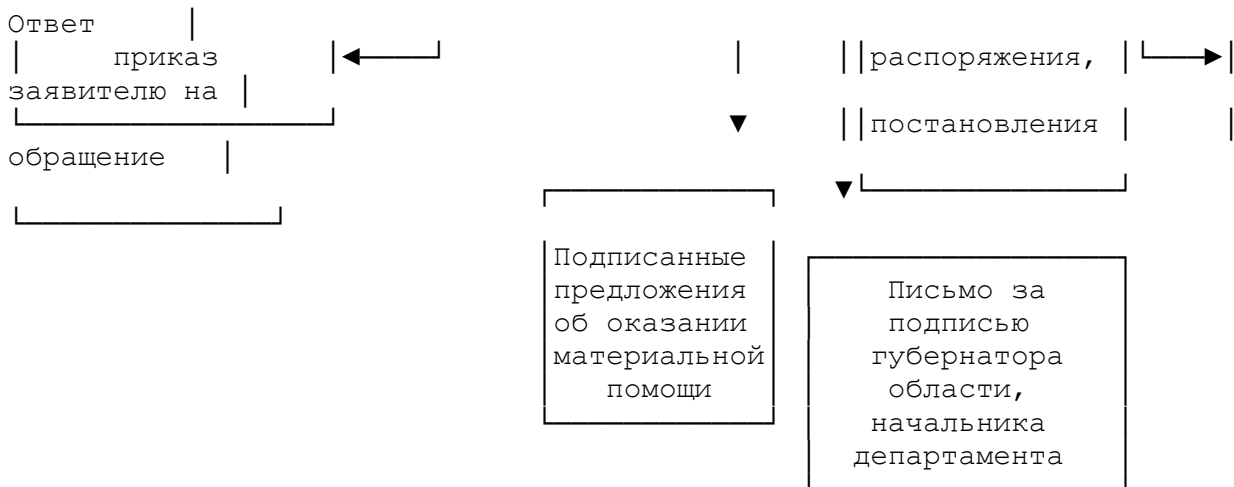 Ответ
приказ распоряжения,
заявителю на
постановления
обращение
Подписанные
предложения
об оказании
материальной
помощи
Письмо за
подписью
губернатора
области,
начальника
департамента